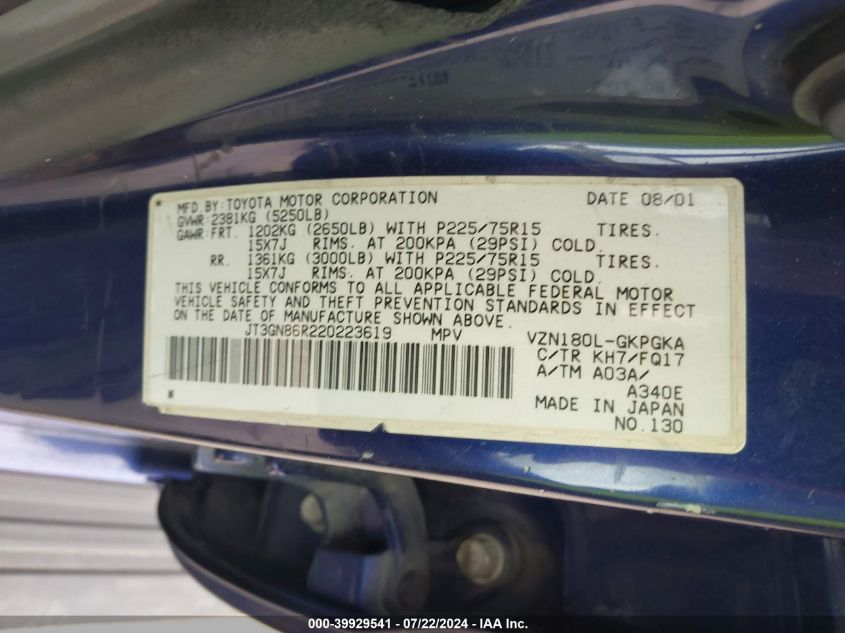 MFD BY:TOYOTA MOTOR CORPORATION DATE 08/01
GVWR:2381KG (5250LB)
GAWR:FRT. 1202KG (2650LB) WITH P225/75R15 TIRES.
15X7J RIMS. AT 200KPA (29PSI) COLD.
RR. 1361KG (3000LB) WITH P225/75R15 TIRES.
15X7J RIMS. AT 200KPA (29PSI) COLD.
THIS VEHICLE CONFORMS TO ALL APPLICABLE FEDERAL MOTOR
VEHICLE SAFETY AND THEFT PREVENTION STANDARDS IN EFFECT
ON THE DATE OF MANUFACTURE SHOWN ABOVE.
JT3GN86R220223619 MPV VZN180L-GKPGKA
C/TR KH7/FQ17
A/TM A03A/
A340E
MADE IN JAPAN
NO.130
000-39929541 - 07/22/2024 - IAA Inc.